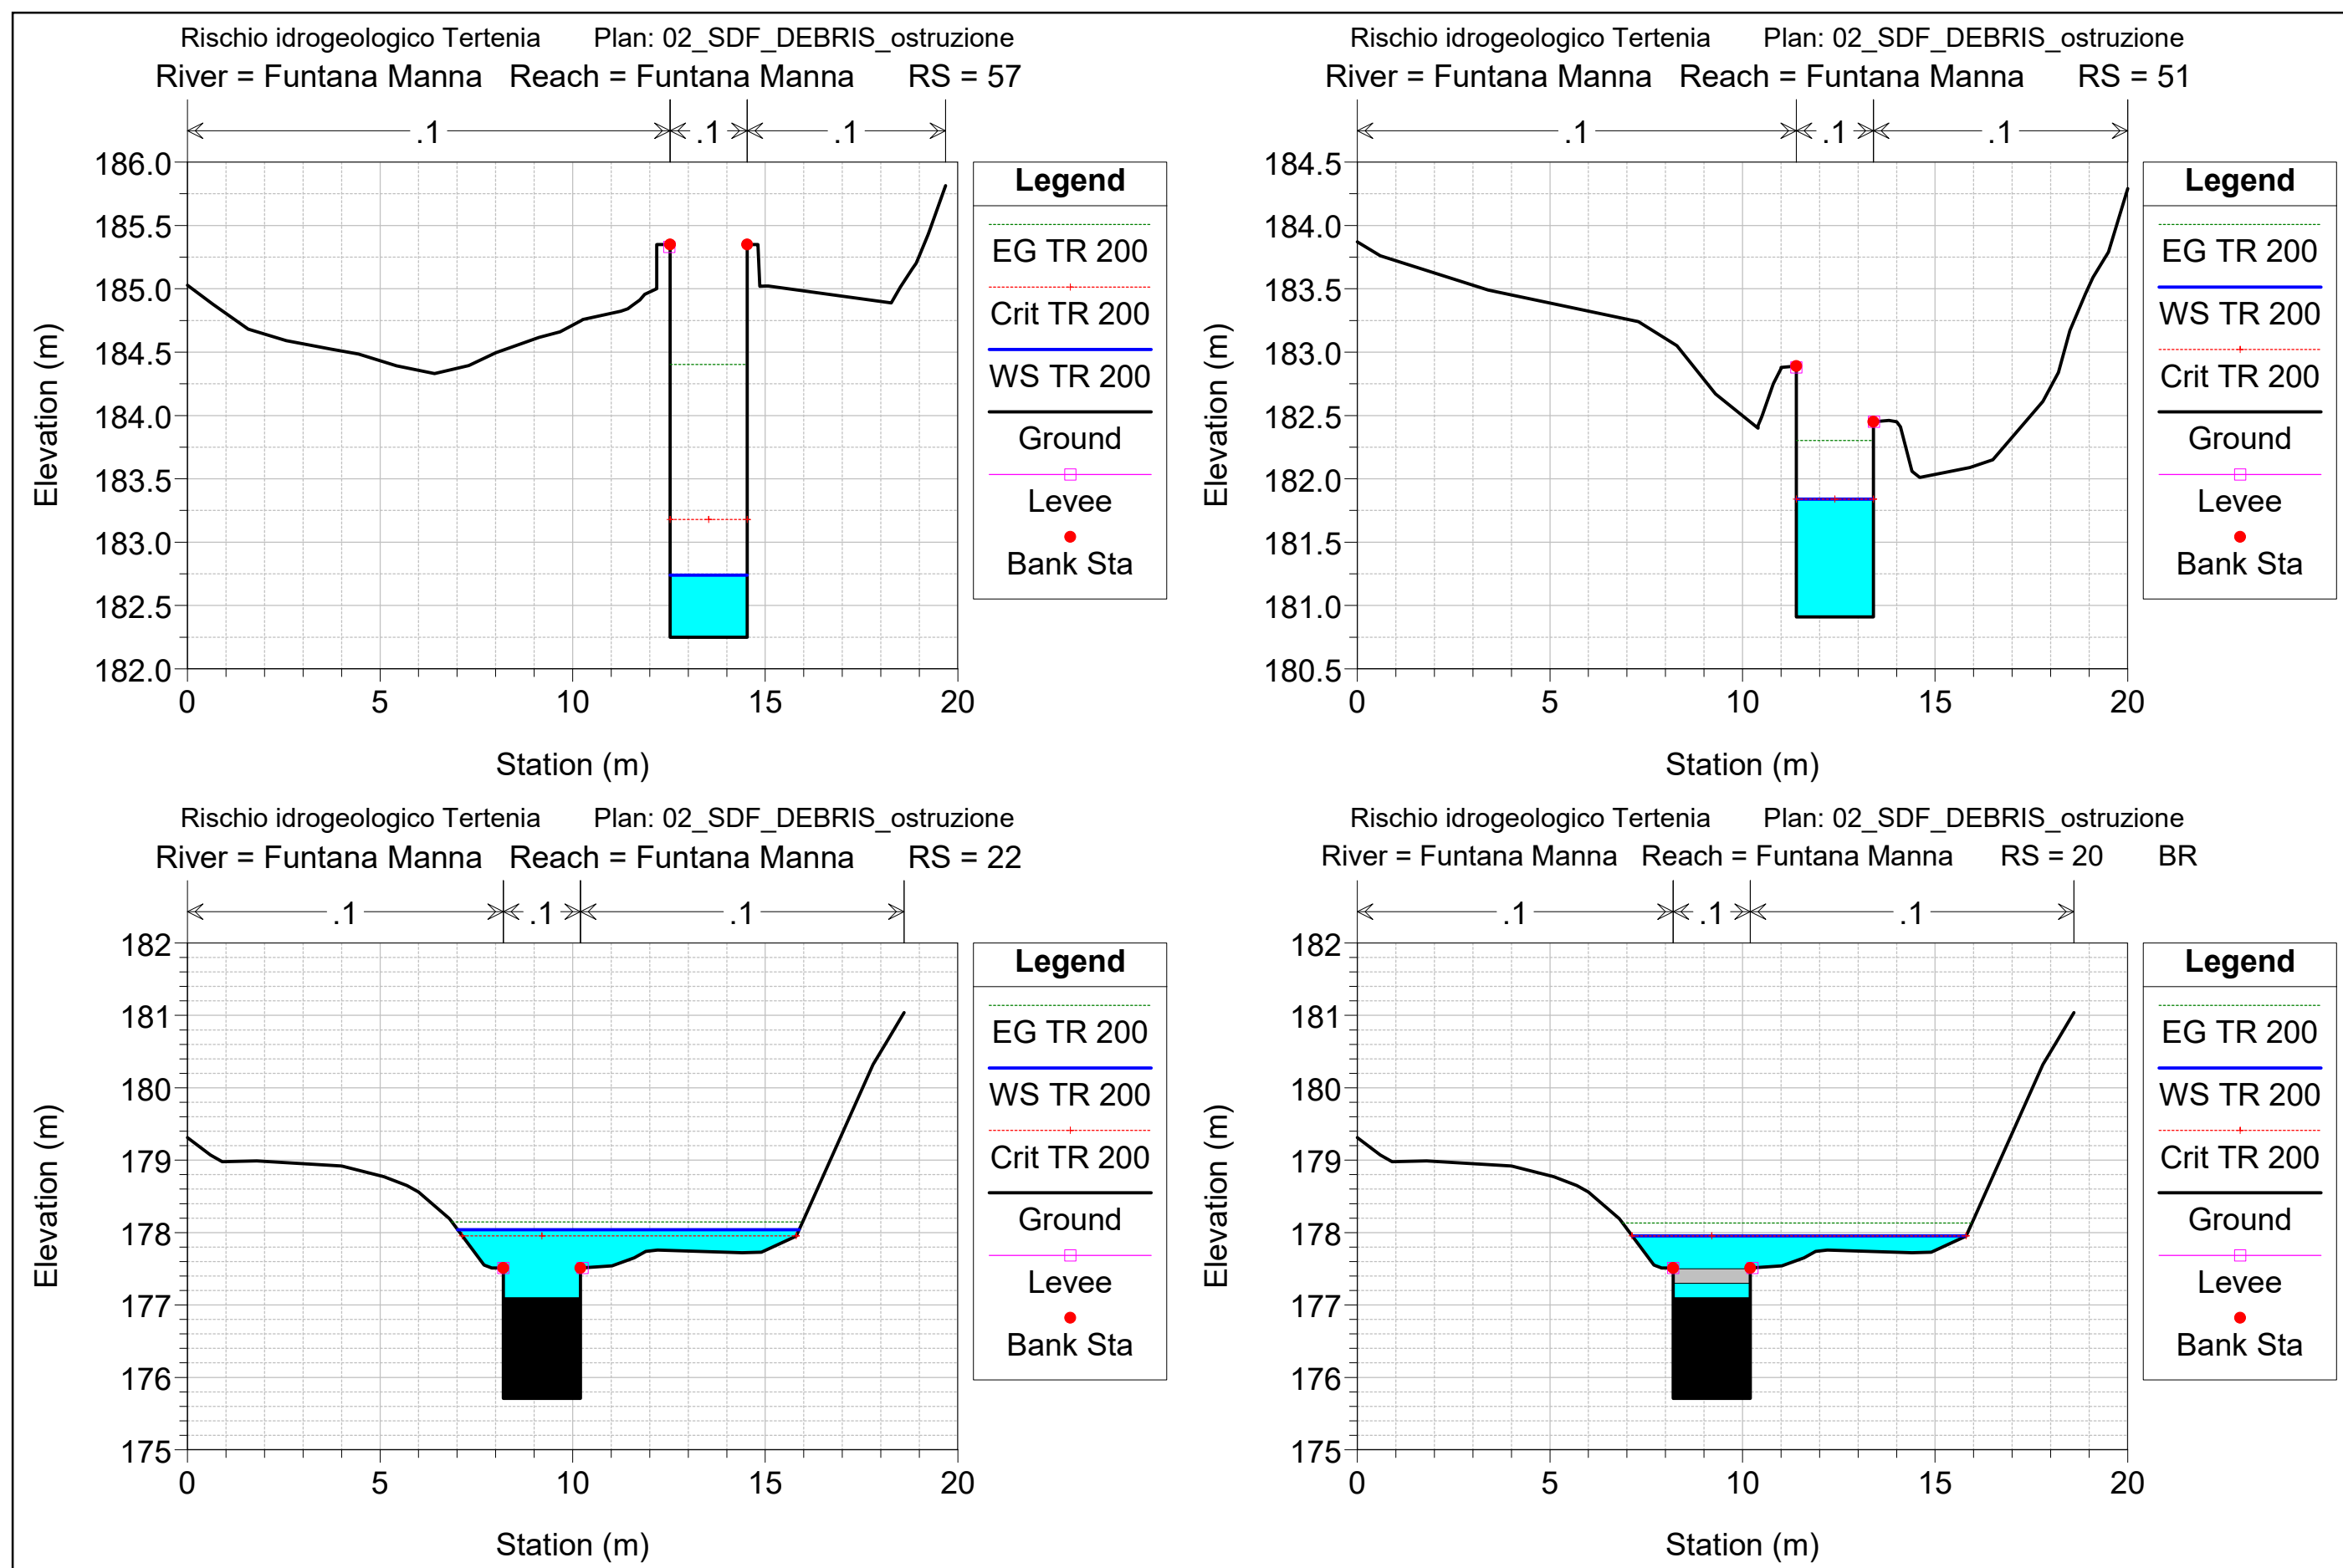 Rischio idrogeologico Tertenia Plan: 02_SDF_DEBRIS_ostruzione
River = Funtana Manna Reach = Funtana Manna RS = 57
.1 .1 .1
186.0
185.5
185.0
184.5
184.0
183.5
183.0
182.5
182.0
Elevation (m)
0 5 10 15 20
Station (m)
Legend
EG TR 200
Crit TR 200
WS TR 200
Ground
Levee
Bank Sta
Rischio idrogeologico Tertenia Plan: 02_SDF_DEBRIS_ostruzione
River = Funtana Manna Reach = Funtana Manna RS = 51
.1 .1 .1
184.5
184.0
183.5
183.0
182.5
182.0
181.5
181.0
180.5
Elevation (m)
0 5 10 15 20
Station (m)
Legend
EG TR 200
WS TR 200
Crit TR 200
Ground
Levee
Bank Sta
Rischio idrogeologico Tertenia Plan: 02_SDF_DEBRIS_ostruzione
River = Funtana Manna Reach = Funtana Manna RS = 22
.1 .1 .1
182
181
180
179
178
177
176
175
Elevation (m)
0 5 10 15 20
Station (m)
Legend
EG TR 200
WS TR 200
Crit TR 200
Ground
Levee
Bank Sta
Rischio idrogeologico Tertenia Plan: 02_SDF_DEBRIS_ostruzione
River = Funtana Manna Reach = Funtana Manna RS = 20 BR
.1 .1 .1
182
181
180
179
178
177
176
175
Elevation (m)
0 5 10 15 20
Station (m)
Legend
EG TR 200
WS TR 200
Crit TR 200
Ground
Levee
Bank Sta